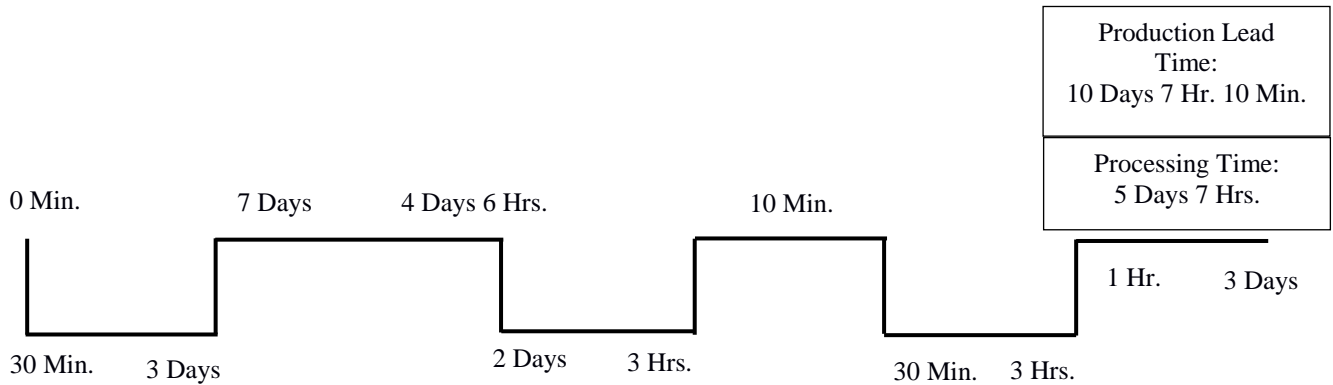 Production Lead
Time:
10 Days 7 Hr. 10 Min.
Processing Time:
5 Days 7 Hrs.
0 Min. 7 Days 4 Days 6 Hrs. 10 Min.
1 Hr. 3 Days
30 Min. 3 Days 2 Days 3 Hrs. 30 Min. 3 Hrs.